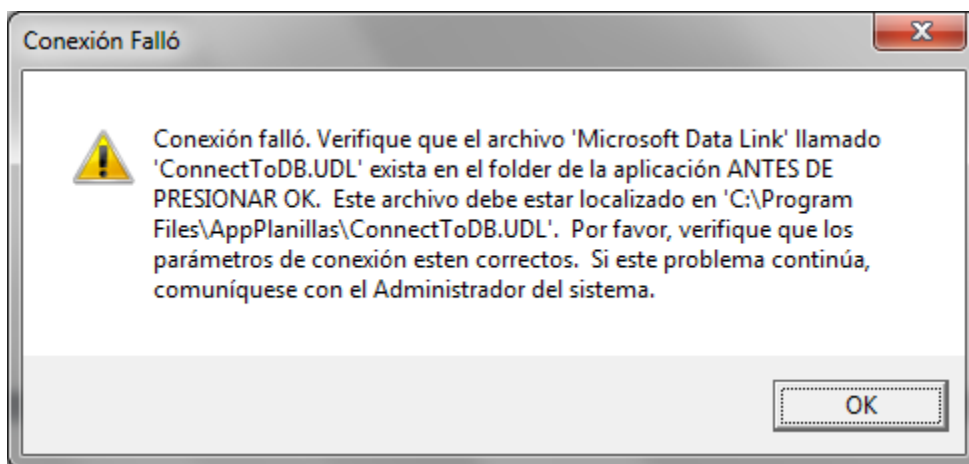 Conexión Falló
Conexión falló. Verifique que el archivo 'Microsoft Data Link' llamado
'ConnectToDB.UDL' exista en el folder de la aplicación ANTES DE
PRESIONAR OK.  Este archivo debe estar localizado en 'C:\Program
Files\AppPlanillas\ConnectToDB.UDL'.  Por favor, verifique que los
parámetros de conexión esten correctos.  Si este problema continúa,
comuníquese con el Administrador del sistema.
OK